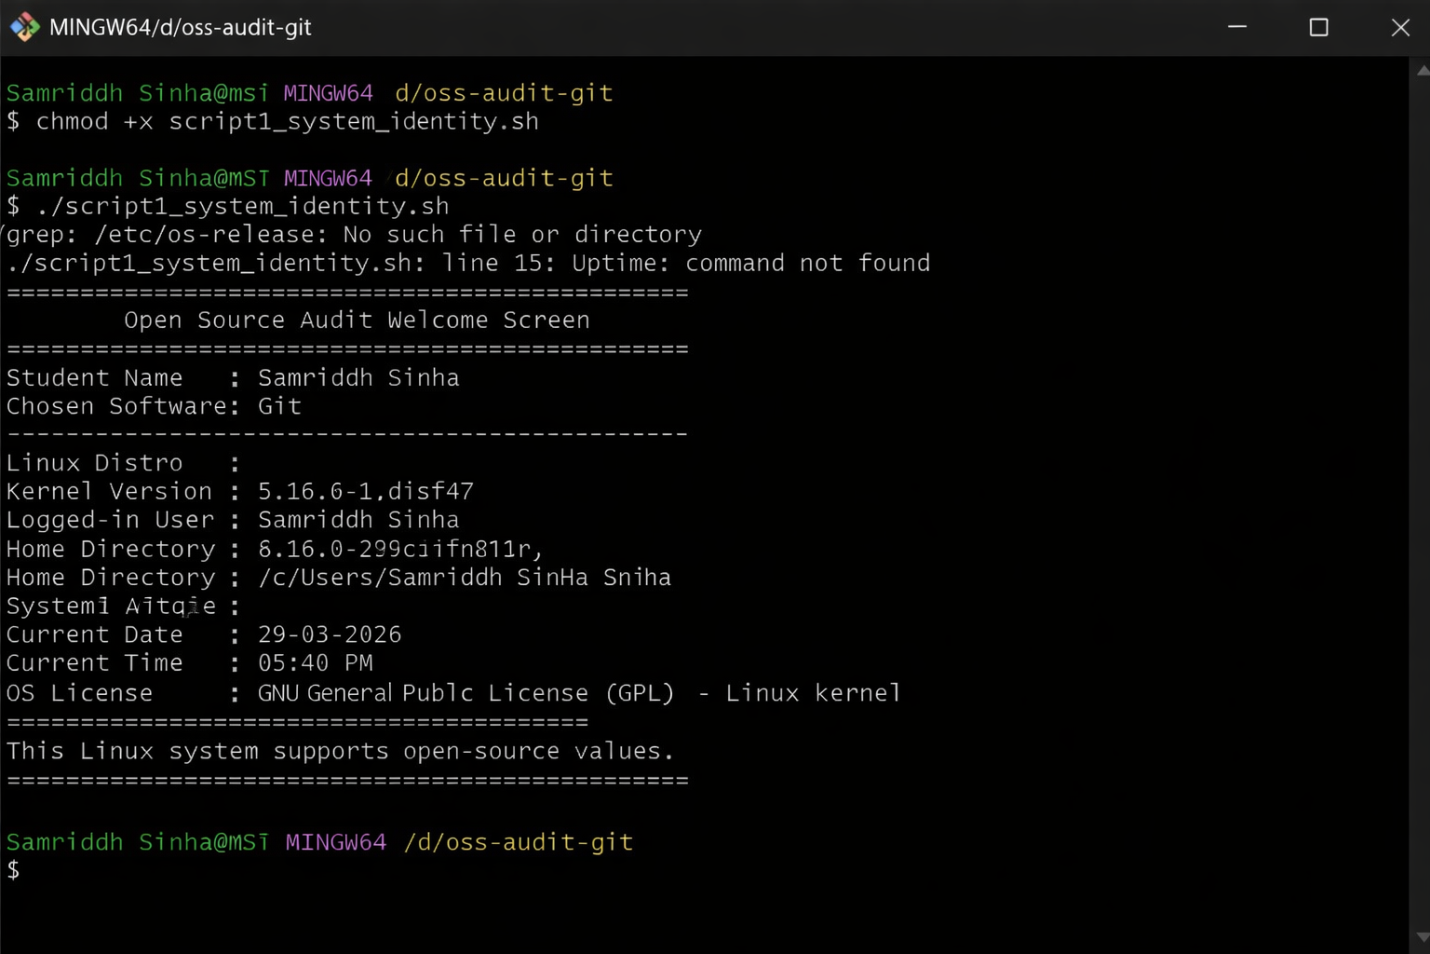 MINGW64/d/oss-audit-git
Samriddh Sinha@msi MINGW64 d/oss-audit-git
$ chmod +x script1_system_identity.sh
Samriddh Sinha@mSI MINGW64 d/oss-audit-git
$ ./script1_system_identity.sh
/grep: /etc/os-release: No such file or directory
./script1_system_identity.sh: line 15: Uptime: command not found
===============================================
Open Source Audit Welcome Screen
===============================================
Student Name : Samriddh Sinha
Chosen Software: Git
-----------------------------------------------
Linux Distro :
Kernel Version : 5.16.6-1.disf47
Logged-in User : Samriddh Sinha
Home Directory :
Home Directory : /c/Users/Samriddh SinHa Sniha
:
Current Date : 29-03-2026
Current Time : 05:40 PM
OS License : GNU General Publc License (GPL) - Linux kernel
========================================
This Linux system supports open-source values.
===============================================
Samriddh Sinha@mSI MINGW64 /d/oss-audit-git
$